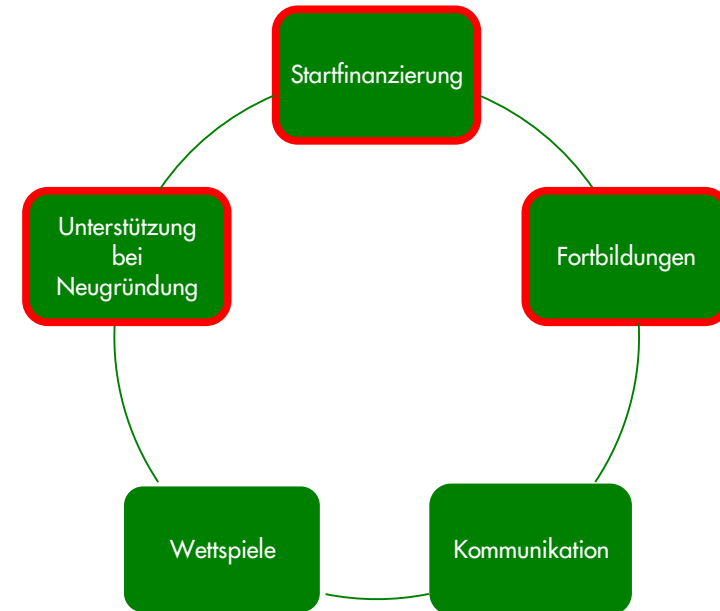 Startfinanzierung
Unterstützung
bei
Neugründung
Fortbildungen
Wettspiele
Kommunikation